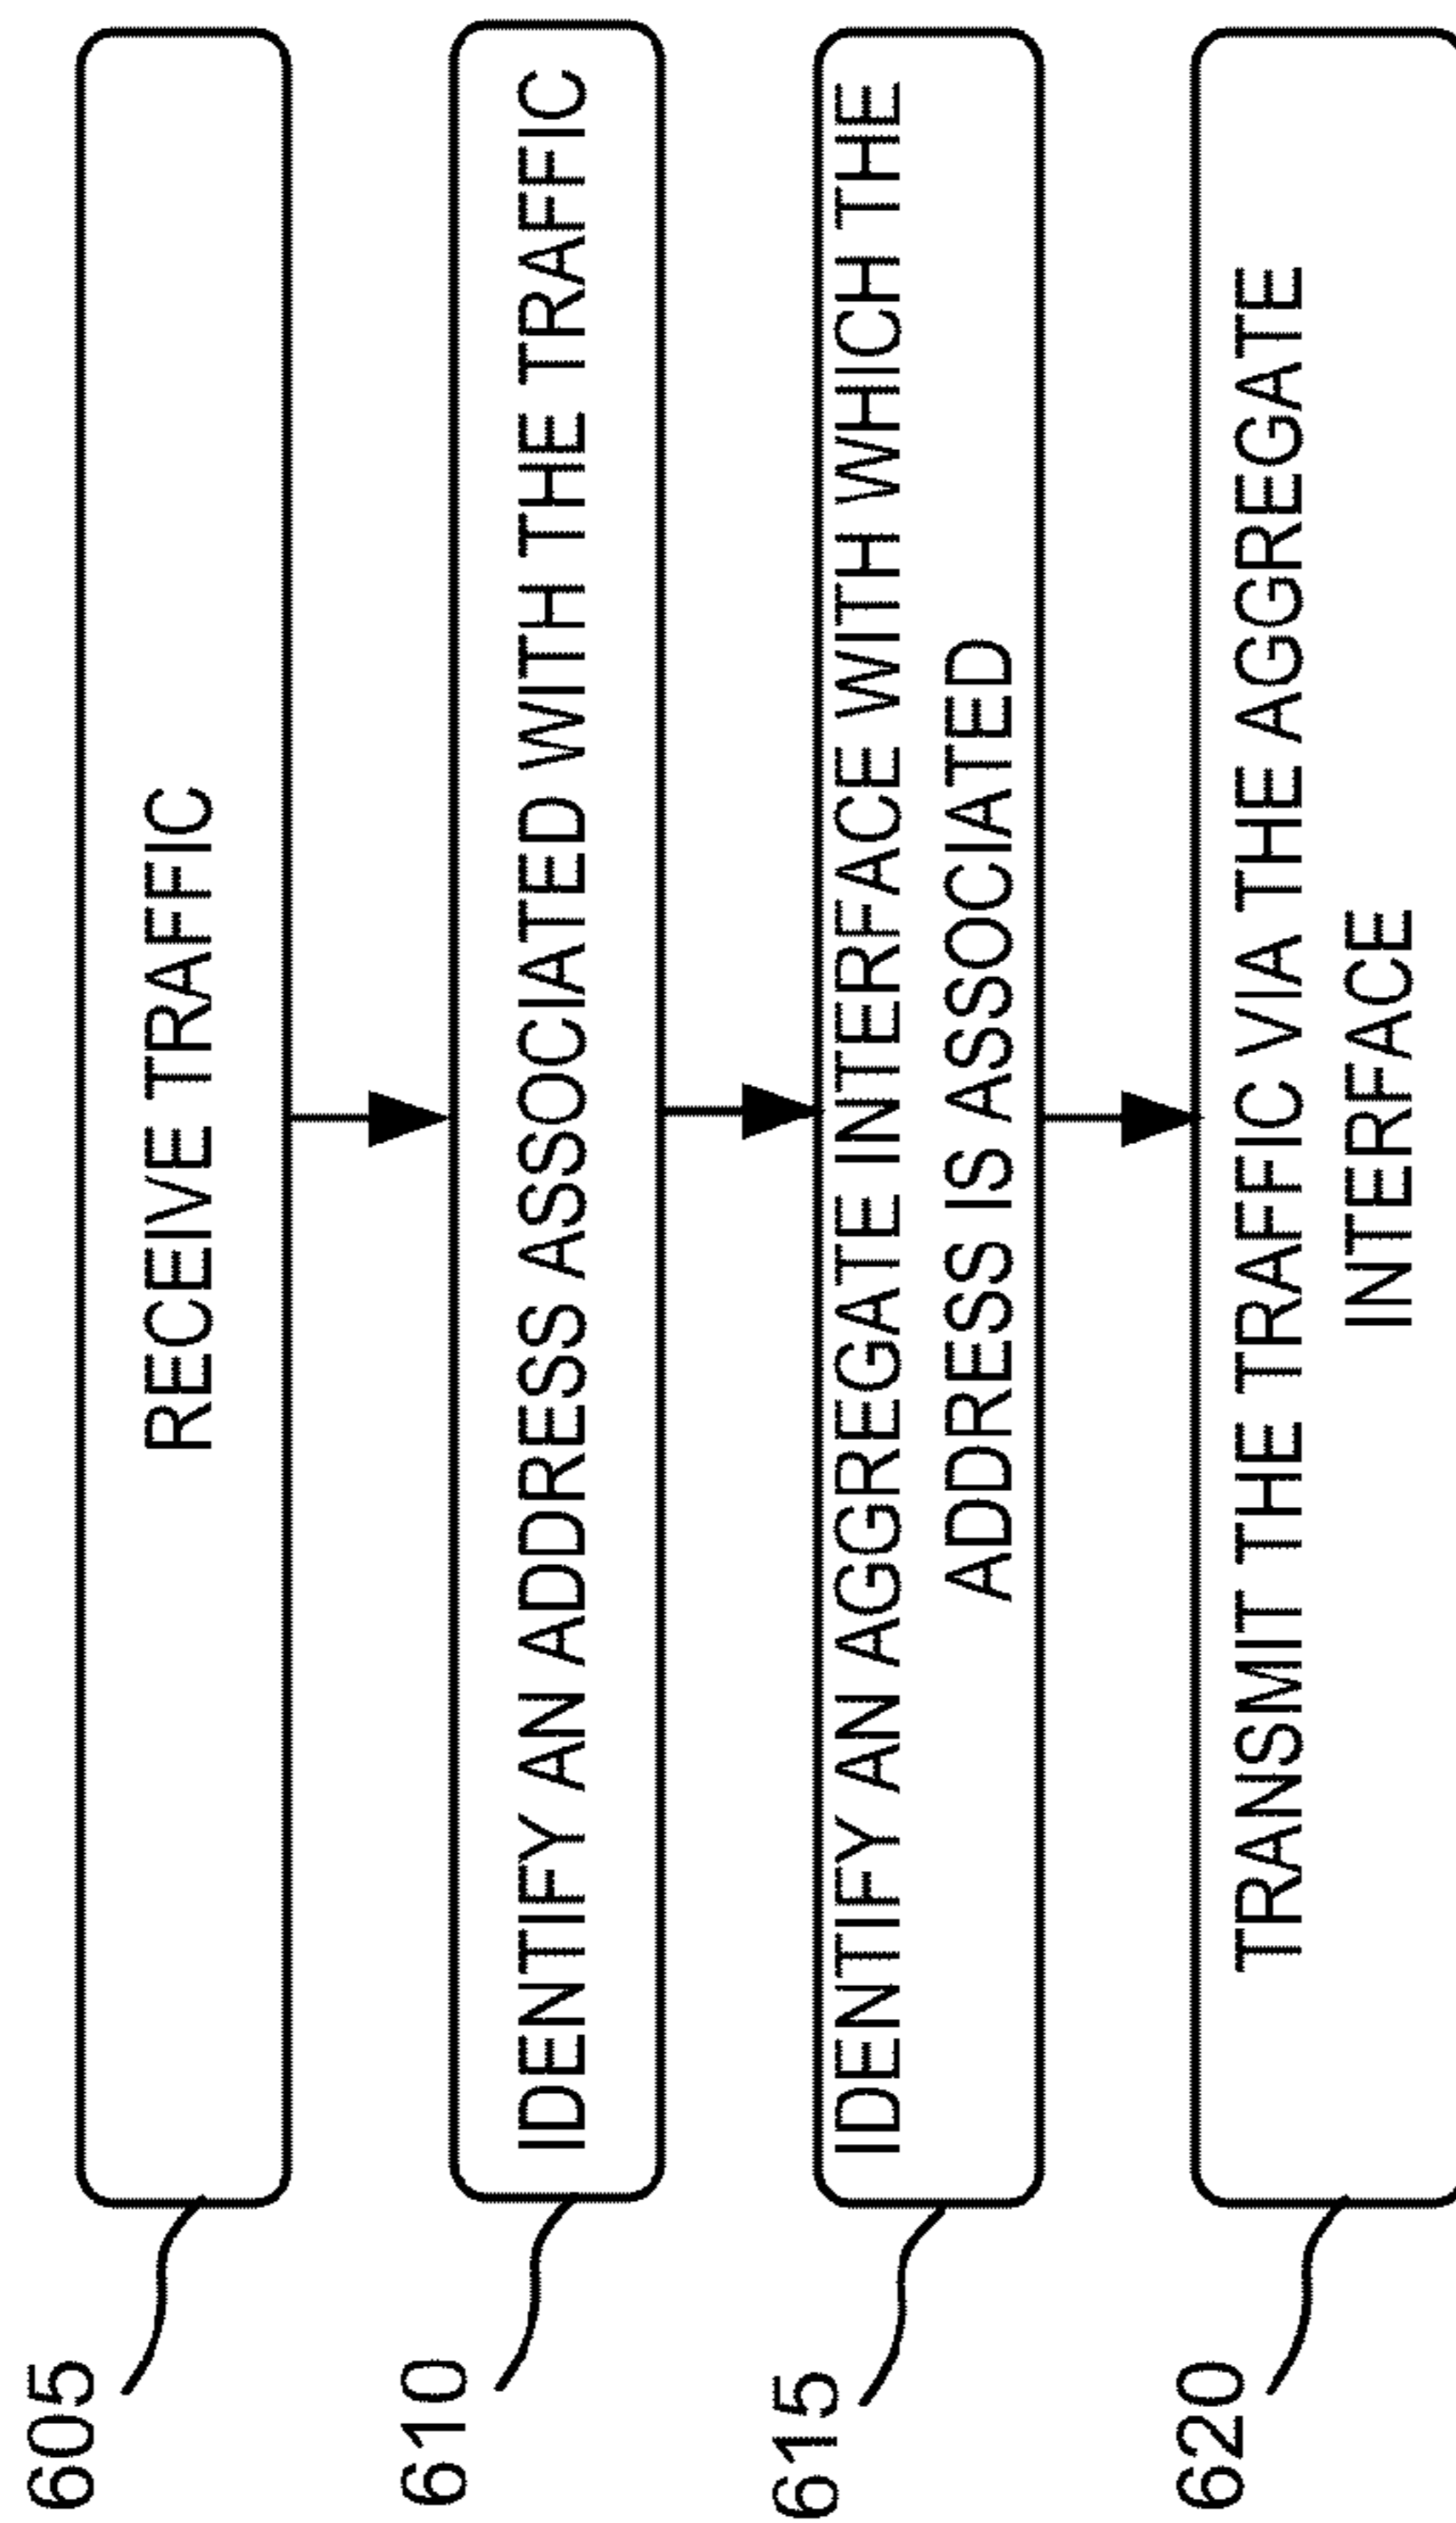 605
RECEIVE TRAFFIC
610
IDENTIFY AN ADDRESS ASSOCIATED WITH THE TRAFFIC
615
IDENTIFY AN AGGREGATE INTERFACE WITH WHICH THE
ADDRESS IS ASSOCIATED
620
TRANSMIT THE TRAFFIC VIA THE AGGREGATE
INTERFACE